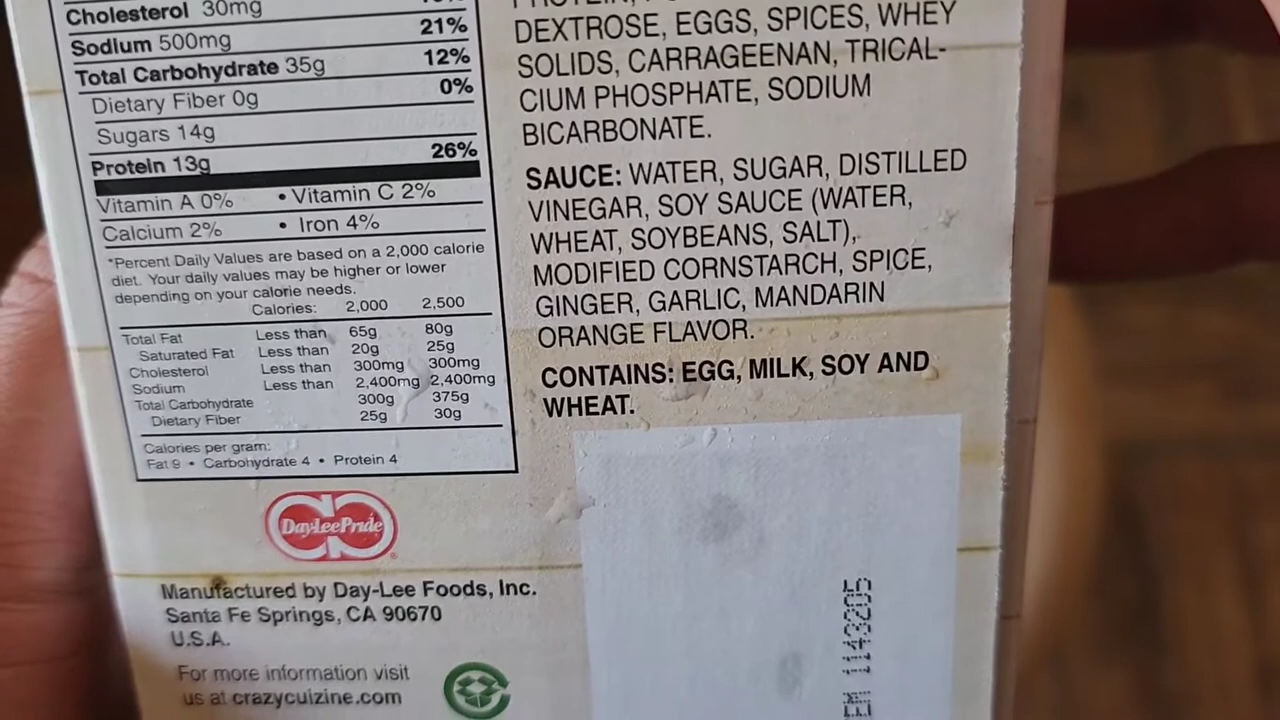 Cholesterol 30mg
Sodium 500mg 21%
Total Carbohydrate 35g 12%
Dietary Fiber 0g 0%
Sugars 14g
Protein 13g 26%
Vitamin A 0% • Vitamin C 2%
Calcium 2% • Iron 4%
*Percent Daily Values are based on a 2,000 calorie
diet. Your daily values may be higher or lower
depending on your calorie needs.
Calories: 2,000 2,500
Total Fat Less than 65g 80g
Saturated Fat Less than 20g 25g
Cholesterol Less than 300mg 300mg
Sodium Less than 2,400mg 2,400mg
Total Carbohydrate 300g 375g
Dietary Fiber 25g 30g
Calories per gram:
Fat 9 • Carbohydrate 4 • Protein 4
Day-LeePride
®
Manufactured by Day-Lee Foods, Inc.
Santa Fe Springs, CA 90670
U.S.A.
For more information visit
us at crazycuizine.com
DEXTROSE, EGGS, SPICES, WHEY
SOLIDS, CARRAGEENAN, TRICAL-
CIUM PHOSPHATE, SODIUM
BICARBONATE.
SAUCE: WATER, SUGAR, DISTILLED
VINEGAR, SOY SAUCE (WATER,
WHEAT, SOYBEANS, SALT),
MODIFIED CORNSTARCH, SPICE,
GINGER, GARLIC, MANDARIN
ORANGE FLAVOR.
CONTAINS: EGG, MILK, SOY AND
WHEAT.
EM 1143205